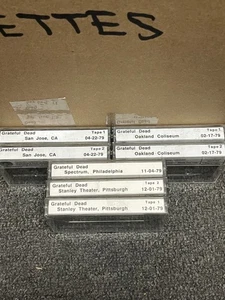 ETTES
Grateful Dead Tape 1
San Jose, CA 04-22-79
Grateful Dead Tape 1
Oakland Coliseum 02-17-79
Grateful Dead Tape 2
San Jose, CA 04-22-79
Grateful Dead Tape 2
Oakland Coliseum 02-17-79
Grateful Dead
Spectrum, Philadelphia 11-04-79
Grateful Dead Tape 2
Stanley Theater, Pittsburgh 12-01-79
Grateful Dead Tape 1
Stanley Theater, Pittsburgh 12-01-79